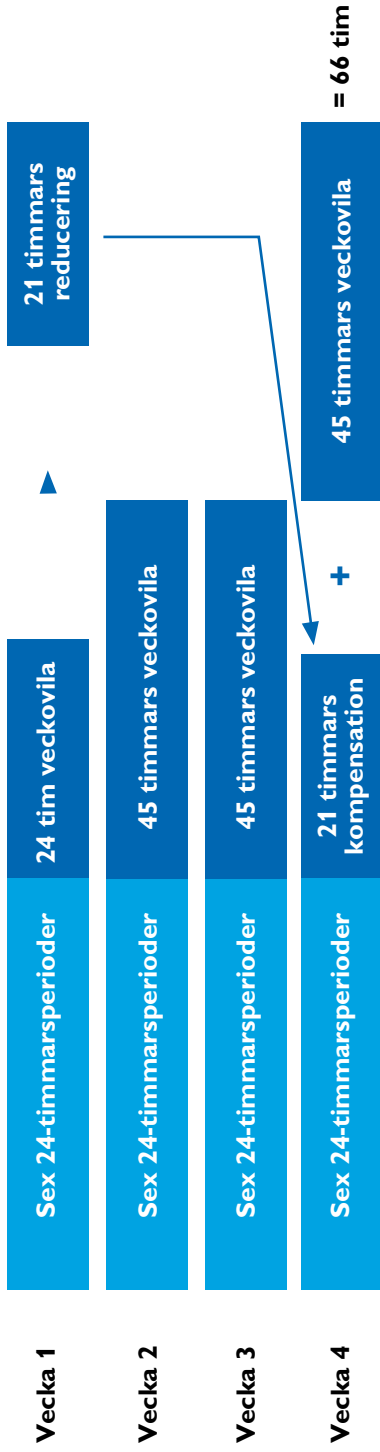 Vecka 1
Sex 24-timmarsperioder
24 tim veckovila
21 timmars
reducering
Vecka 2
Sex 24-timmarsperioder
45 timmars veckovila
Vecka 3
Sex 24-timmarsperioder
45 timmars veckovila
Vecka 4
Sex 24-timmarsperioder
21 timmars
kompensation
+
45 timmars veckovila
= 66 tim